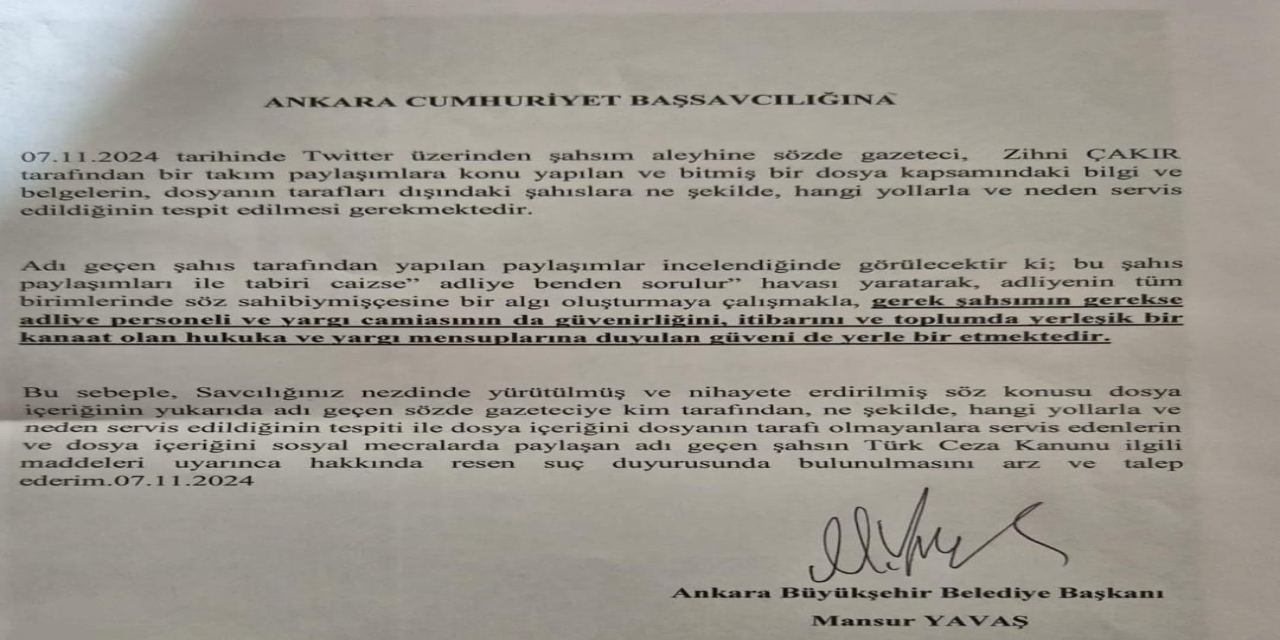 ANKARA CUMHURİYET BAŞSAVCILIĞINA
07.11.2024 tarihinde Twitter üzerinden şahsım aleyhine sözde gazeteci, Zihni ÇAKIR
tarafından bir takım paylaşımlara konu yapılan ve bitmiş bir dosya kapsamındaki bilgi ve
belgelerin, dosyanın tarafları dışındaki şahıslara ne şekilde, hangi yollarla ve neden servis
edildiğinin tespit edilmesi gerekmektedir.
Adı geçen şahıs tarafından yapılan paylaşımlar incelendiğinde görülecektir ki; bu şahıs
paylaşımları ile tabiri caizse” adliye benden sorulur” havası yaratarak, adliyenin tüm
birimlerinde söz sahibiymişçesine bir algı oluşturmaya çalışmakla, gerek şahsımın gerekse
adliye personeli ve yargı camiasının da güvenirliğini, itibarını ve toplumda yerleşik bir
kanaat olan hukuka ve yargı mensuplarına duyulan güveni de yerle bir etmektedir.
Bu sebeple, Savcılığınız nezdinde yürütülmüş ve nihayete erdirilmiş söz konusu dosya
içeriğinin yukarıda adı geçen sözde gazeteciye kim tarafından, ne şekilde, hangi yollarla ve
neden servis edildiğinin tespiti ile dosya içeriğini dosyanın tarafı olmayanlara servis edenlerin
ve dosya içeriğini sosyal mecralarda paylaşan adı geçen şahsın Türk Ceza Kanunu ilgili
maddeleri uyarınca hakkında resen suç duyurusunda bulunulmasını arz ve talep
ederim.07.11.2024
Ankara Büyükşehir Belediye Başkanı
Mansur YAVAŞ